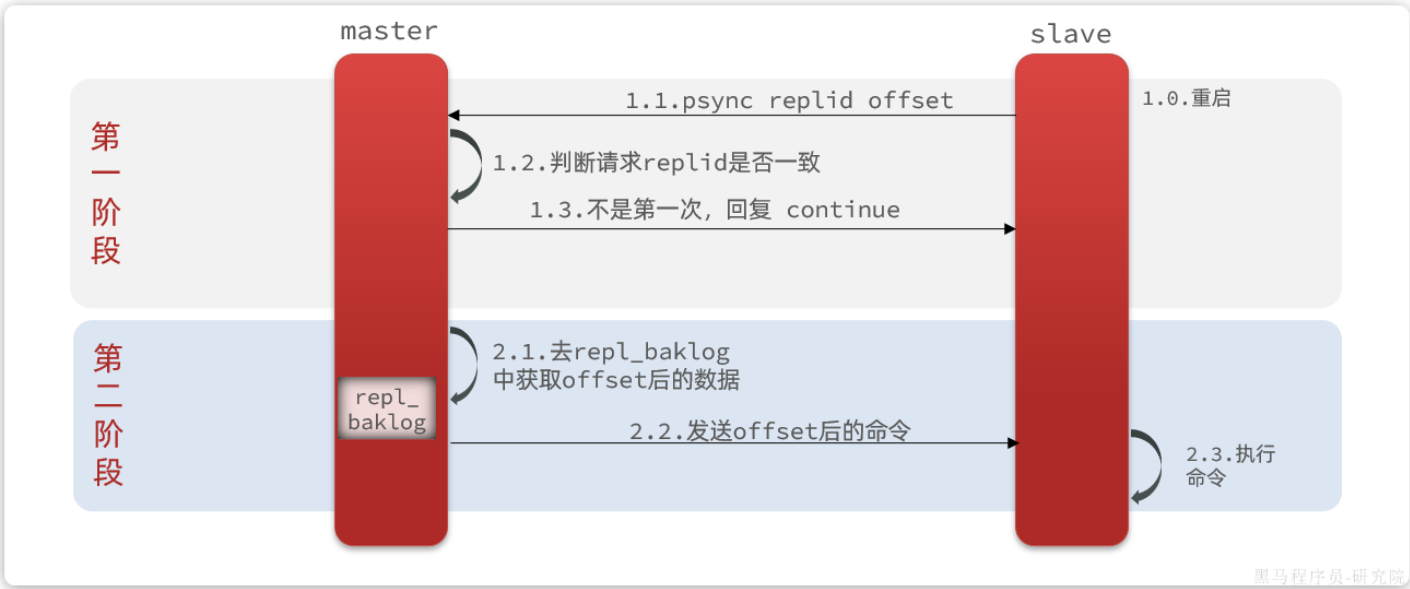 master
slave
1.0.重启
1.1.psync replid offset
第一阶段
1.2.判断请求replid是否一致
1.3.不是第一次，回复 continue
第二阶段
2.1.去repl_baklog
中获取offset后的数据
repl_
baklog
2.2.发送offset后的命令
2.3.执行
命令
黑马程序员-研究院